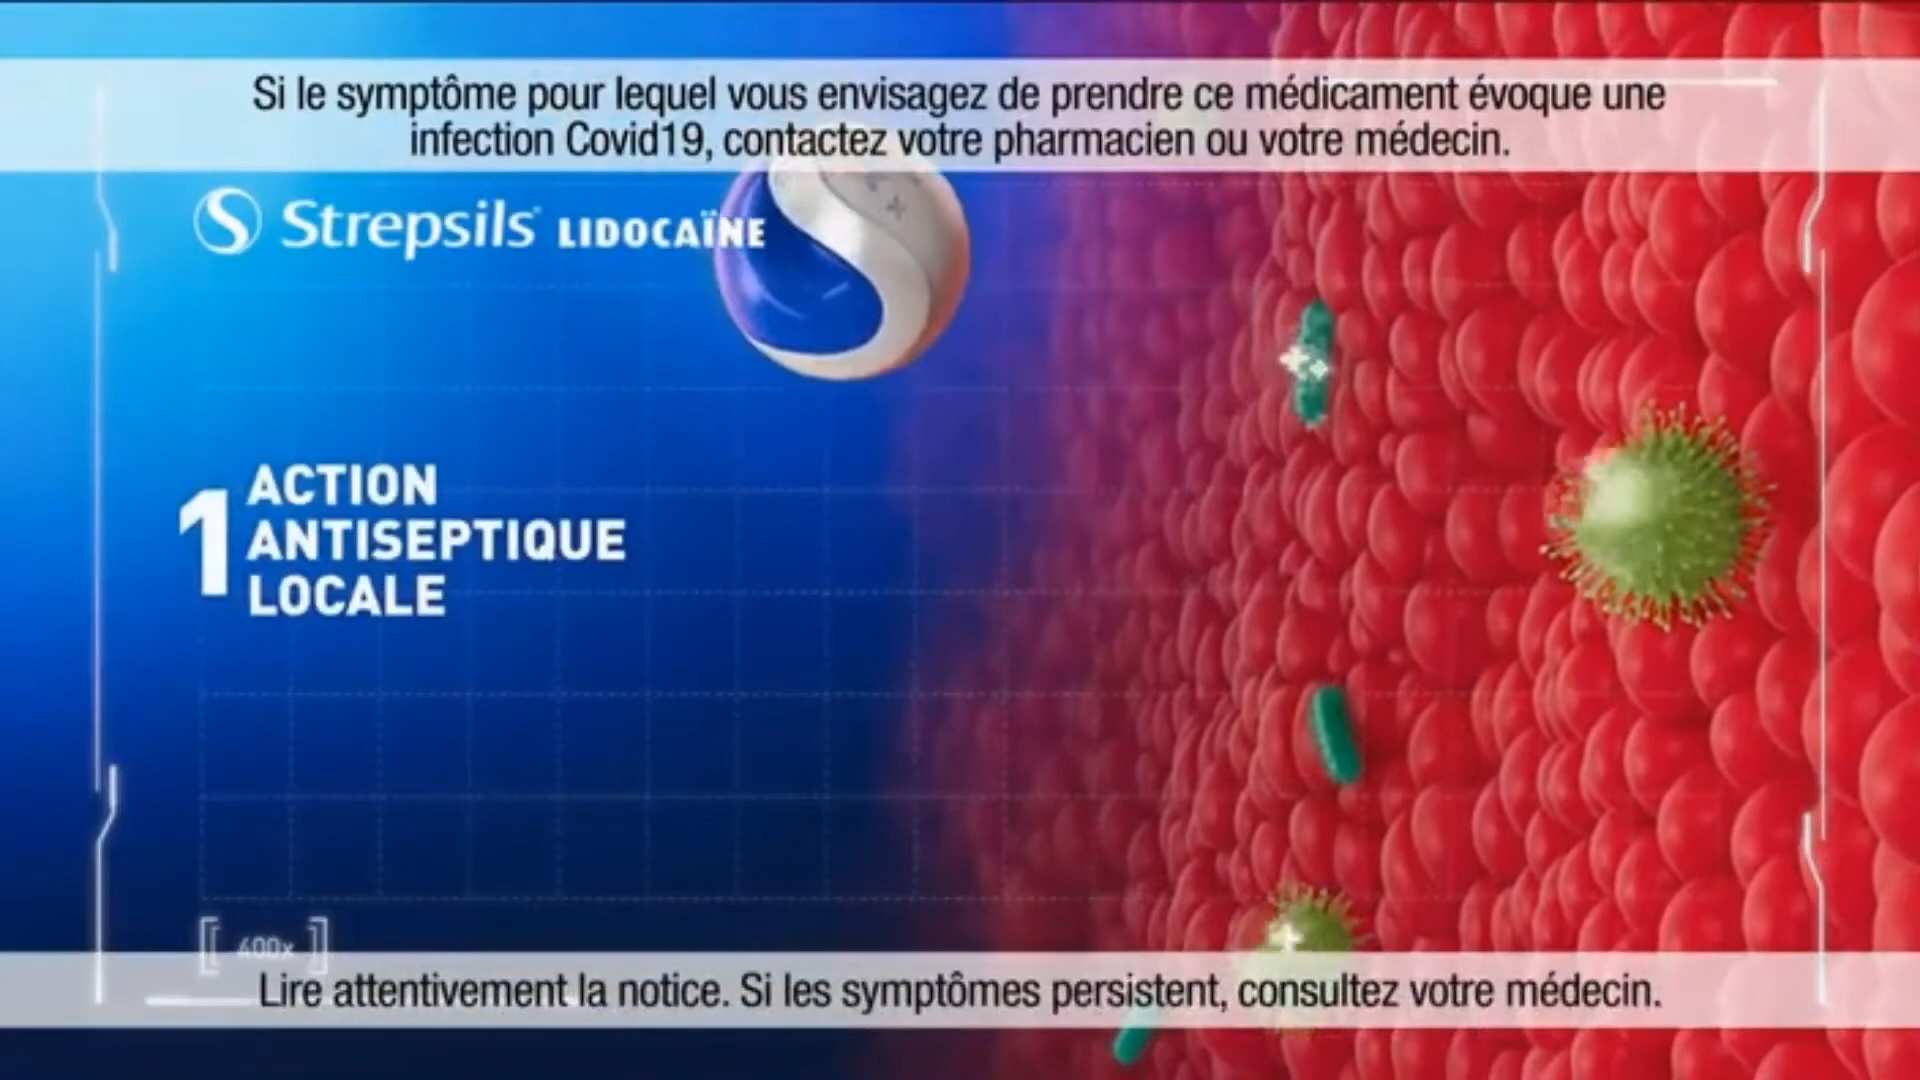 Si le symptôme pour lequel vous envisagez de prendre ce médicament évoque une
infection Covid19, contactez votre pharmacien ou votre médecin.
Strepsils LIDOCAÏNE
1 ACTION
ANTISEPTIQUE
LOCALE
400x
Lire attentivement la notice. Si les symptômes persistent, consultez votre médecin.